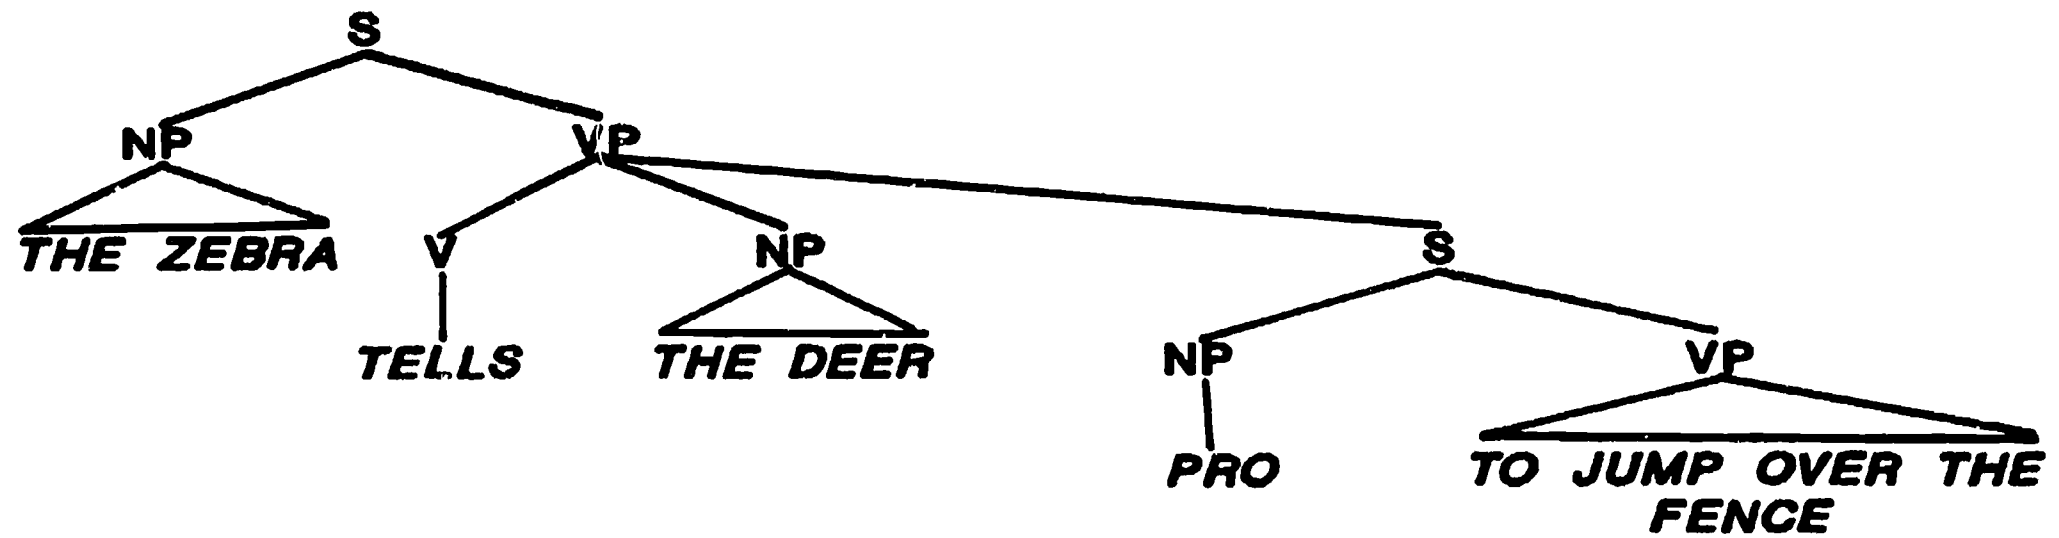 S
NP VP
THE ZEBRA V NP S
TELLS THE DEER NP VP
PRO TO JUMP OVER THE
FENCE